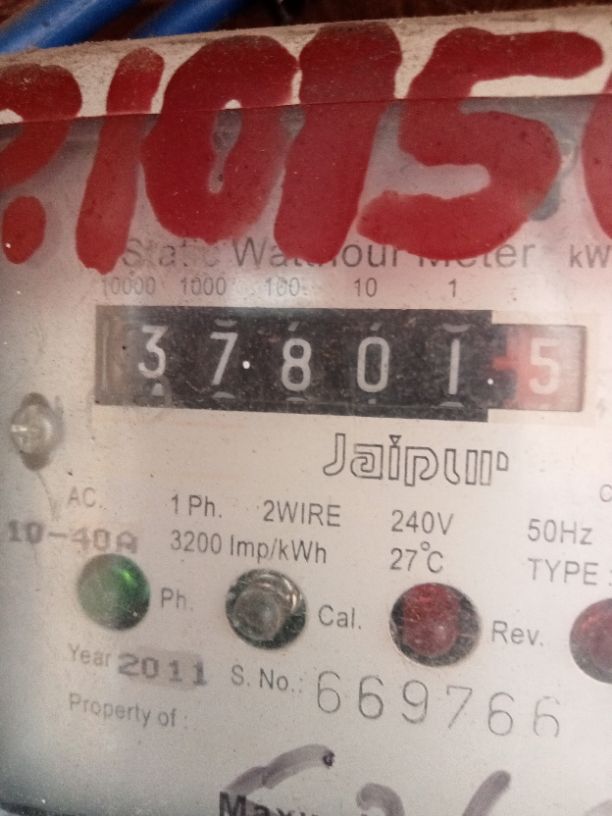 P.10150
Static Watthour Meter kW
10000 1000 100 10 1
3 7 8 0 1 5
Jaipur
AC. 1 Ph. 2WIRE 240V 50Hz
10-40A 3200 Imp/kWh 27°C TYPE
Ph. Cal. Rev.
Year 2011 S. No.: 669766
Property of :